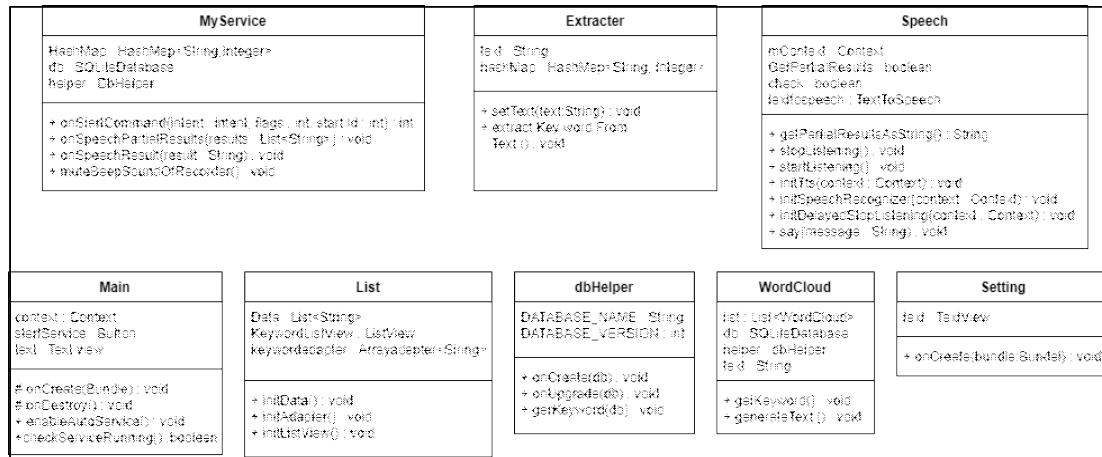 MyService
HashMap HashMap<String,Integer>
db SQLiteDatabase
helper DbHelper
+ onStartCommand(intent : intent, flags : int, start id : int) : int
+ onSpeechPartialResults(results : List<String>) : void
+ onSpeechResult(result : String) : void
+ muteBeepSoundOfRecorder() : void
Extracter
text : String
hashMap : HashMap<String, Integer>
+ setText(text:String) : void
+ extract Key word From
Text () : void
Speech
mContext : Context
GetPartialResults : boolean
check : boolean
texttospeech : TextToSpeech
+ getPartialResultsAsString() : String
+ stopListening() : void
+ startListening() : void
+ initTts(context : Context) : void
+ initSpeechRecognizer(context : Context) : void
+ initDelayedStopListening(context : Context) : void
+ say(message : String) : void
Main
context : Context
startService : Button
text : Text view
# onCreate(Bundle) : void
# onDestroy() : void
+ enableAutoService() : void
+checkServiceRunning() : boolean
List
Data : List<String>
KeywordListView : ListView
keywordadapter : Arrayadapter<String>
+ initData() : void
+ initAdapter() : void
+ initListView() : void
dbHelper
DATABASE_NAME : String
DATABASE_VERSION : int
+ onCreate(db) : void
+ onUpgrade(db) : void
+ getKeyword(db) : void
WordCloud
list : List<WordCloud>
db : SQLiteDatabase
helper : dbHelper
text : String
+ getKeyword() : void
+ generateText () : void
Setting
text : TextView
+ onCreate(bundle:Bundel) : void